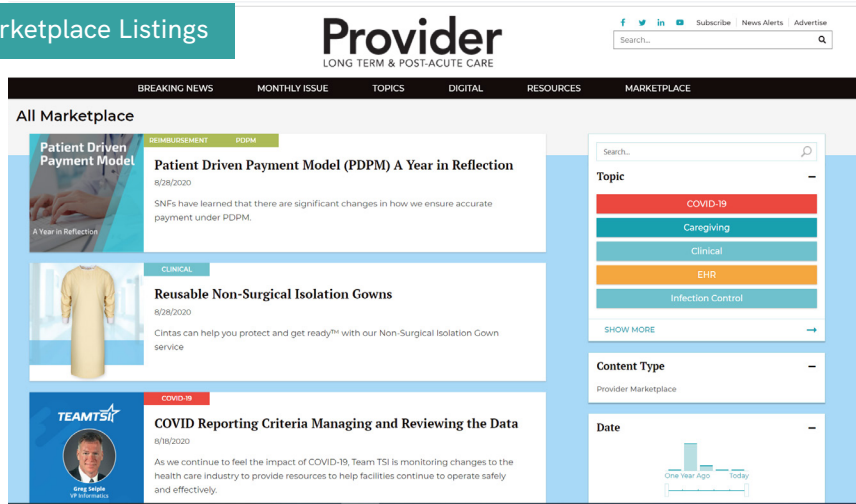 rketplace Listings
Provider
LONG TERM & POST-ACUTE CARE
Subscribe News Alerts Advertise
Search...
BREAKING NEWS MONTHLY ISSUE TOPICS DIGITAL RESOURCES MARKETPLACE
All Marketplace
Patient Driven
Payment Model
A Year in Reflection
REIMBURSEMENT PDPM
Patient Driven Payment Model (PDPM) A Year in Reflection
8/28/2020
SNFs have learned that there are significant changes in how we ensure accurate
payment under PDPM.
CLINICAL
Reusable Non-Surgical Isolation Gowns
8/28/2020
Cintas can help you protect and get ready™ with our Non-Surgical Isolation Gown
service
TEAMTSI
Greg Seiple
VP Informatics
COVID-19
COVID Reporting Criteria Managing and Reviewing the Data
8/18/2020
As we continue to feel the impact of COVID-19, Team TSI is monitoring changes to the
health care industry to provide resources to help facilities continue to operate safely
and effectively.
Search...
Topic
COVID-19
Caregiving
Clinical
EHR
Infection Control
SHOW MORE
Content Type
Provider Marketplace
Date
One Year Ago Today